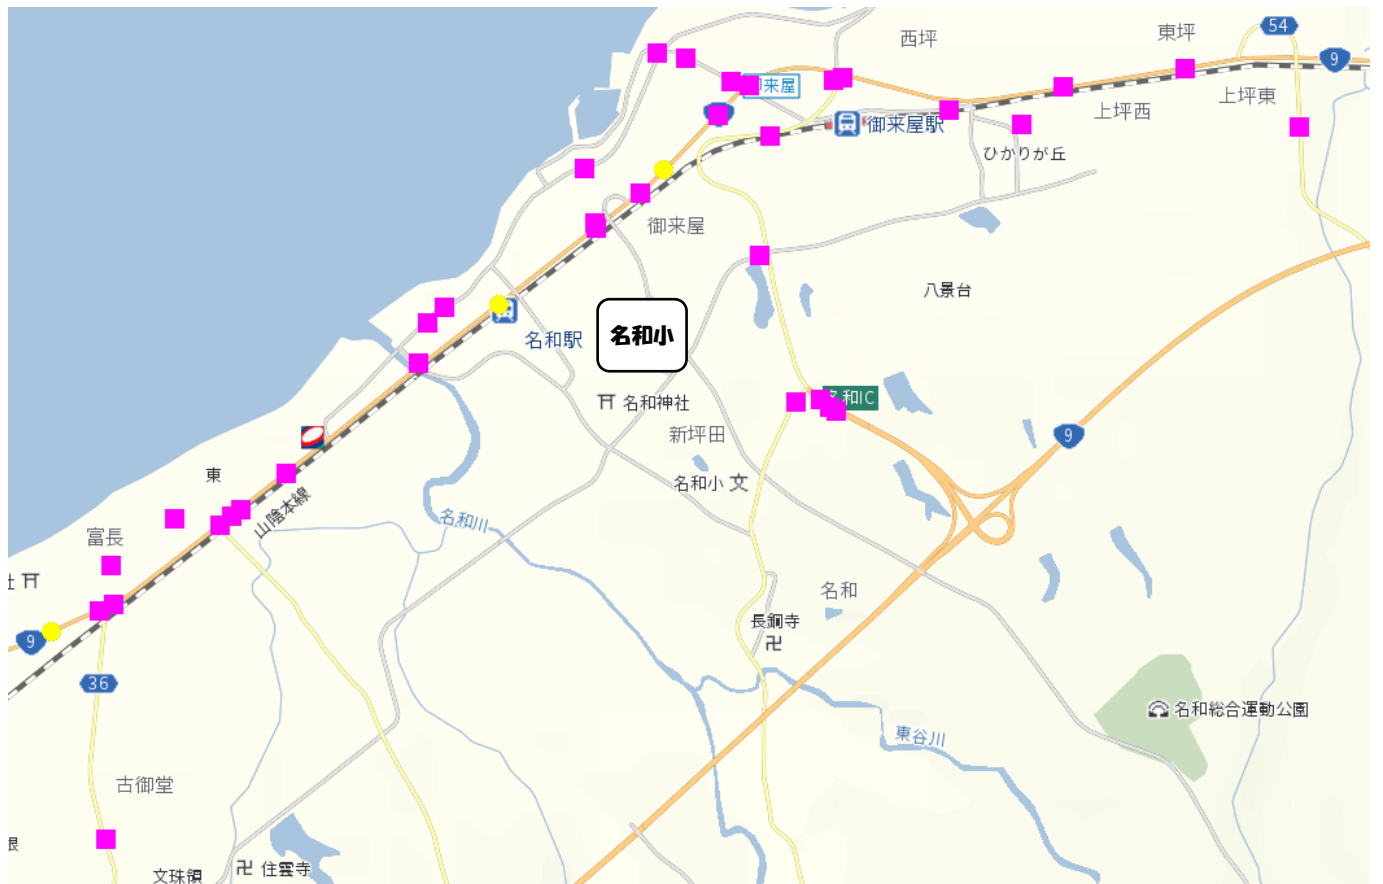 54
西坪
東坪
9
来屋
上坪東
上坪西
御来屋駅
ひかりが丘
御来屋
八景台
名和小
名和駅
和IC
名和神社
新坪田
9
東
名和小
文
山陰本線
名和川
富長
名和
長綱寺
9
36
名和総合運動公園
東谷川
古御堂
住雲寺
文珠領